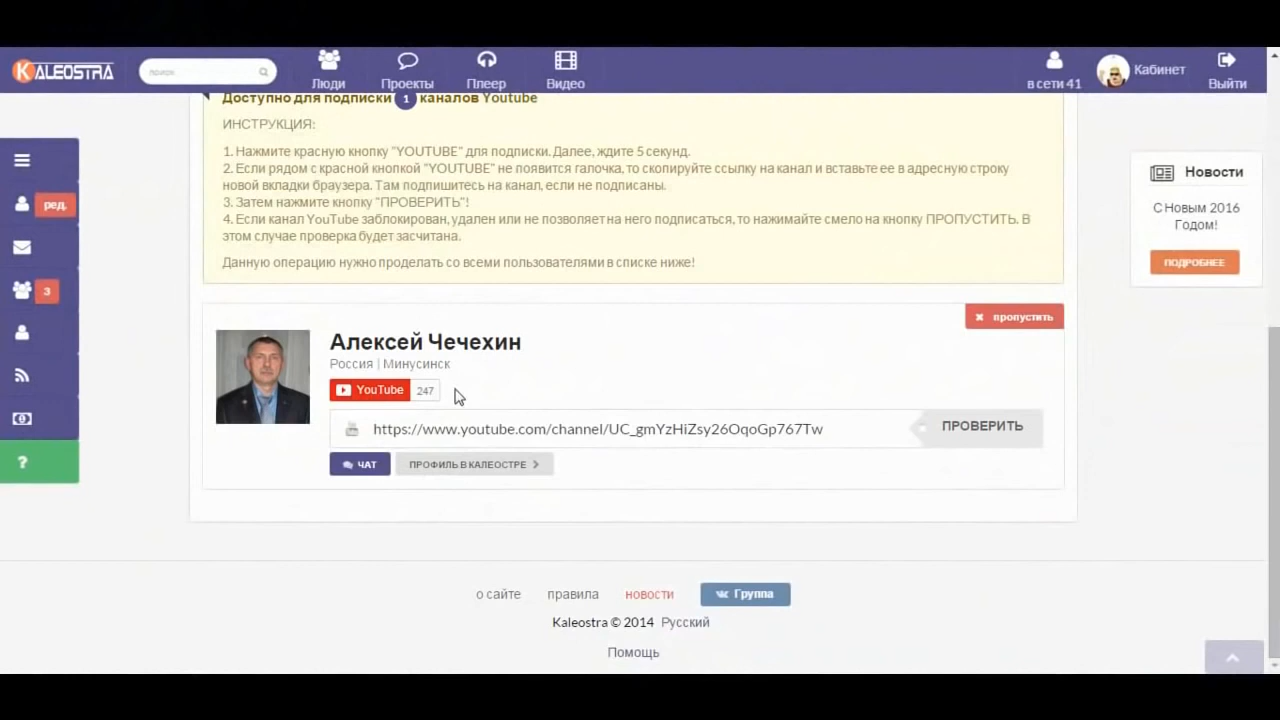 KALEOSTRA
поиск
Люди
Проекты
Плеер
Видео
в сети 41
Кабинет
Выйти
ред.
3
?
Доступно для подписки 1 каналов Youtube
ИНСТРУКЦИЯ:
1. Нажмите красную кнопку "YOUTUBE" для подписки. Далее, ждите 5 секунд.
2. Если рядом с красной кнопкой "YOUTUBE" не появится галочка, то скопируйте ссылку на канал и вставьте ее в адресную строку
новой вкладки браузера. Там подпишитесь на канал, если не подписаны.
3. Затем нажмите кнопку "ПРОВЕРИТЬ"!
4. Если канал YouTube заблокирован, удален или не позволяет на него подписаться, то нажимайте смело на кнопку ПРОПУСТИТЬ. В
этом случае проверка будет засчитана.
Данную операцию нужно проделать со всеми пользователями в списке ниже!
Новости
С Новым 2016
Годом!
ПОДРОБНЕЕ
пропустить
Алексей Чечехин
Россия | Минусинск
YouTube 247
https://www.youtube.com/channel/UC_gmYzHiZsy26OqoGp767Tw
ПРОВЕРИТЬ
ЧАТ
ПРОФИЛЬ В КАЛЕОСТРЕ
о сайте
правила
новости
Группа
Kaleostra © 2014 Русский
Помощь